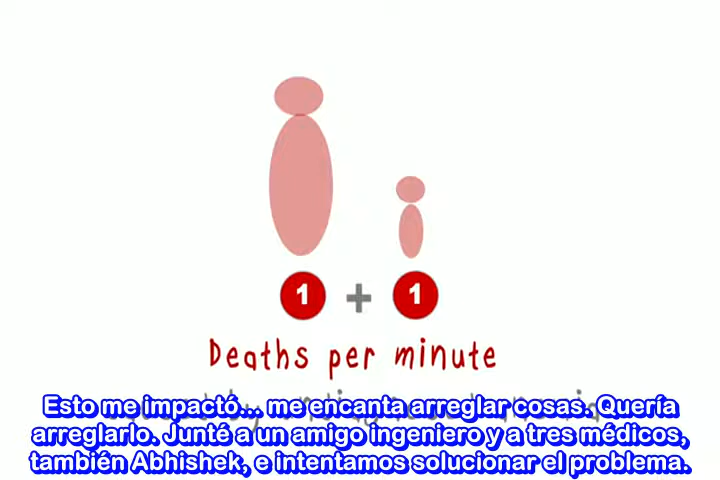 1 + 1
Deaths per minute
Esto me impactó... me encanta arreglar cosas. Quería
arreglarlo. Junté a un amigo ingeniero y a tres médicos,
también Abhishek, e intentamos solucionar el problema.